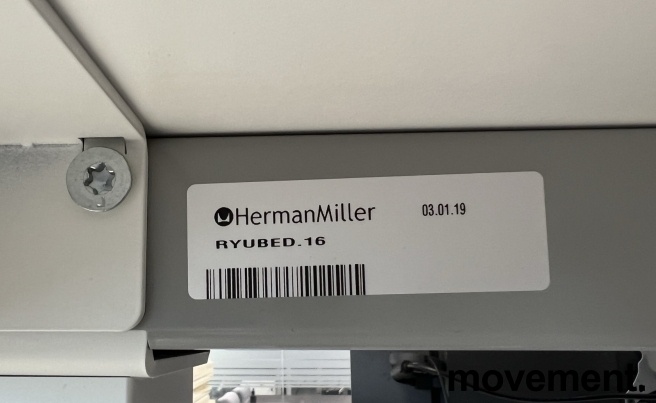 HermanMiller 03.01.19
RYUBED.16
movement.